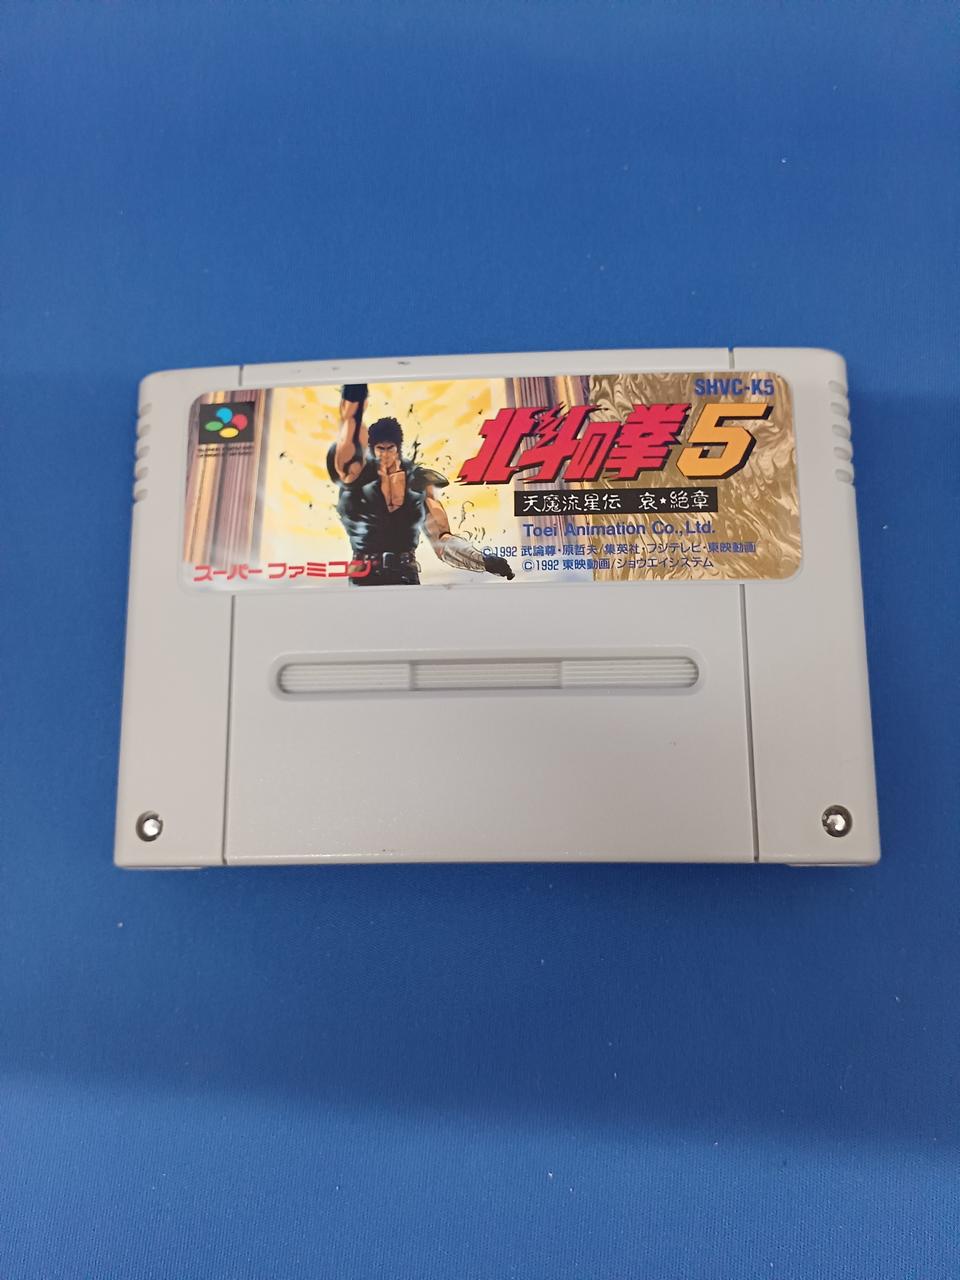 SHVC-K5
北斗の拳5
天魔流星伝 哀★絶章
Toei Animation Co.,Ltd.
©1992 武論尊・原哲夫/集英社・フジテレビ・東映動画
©1992 東映動画/ショウエイシステム
スーパーファミコン